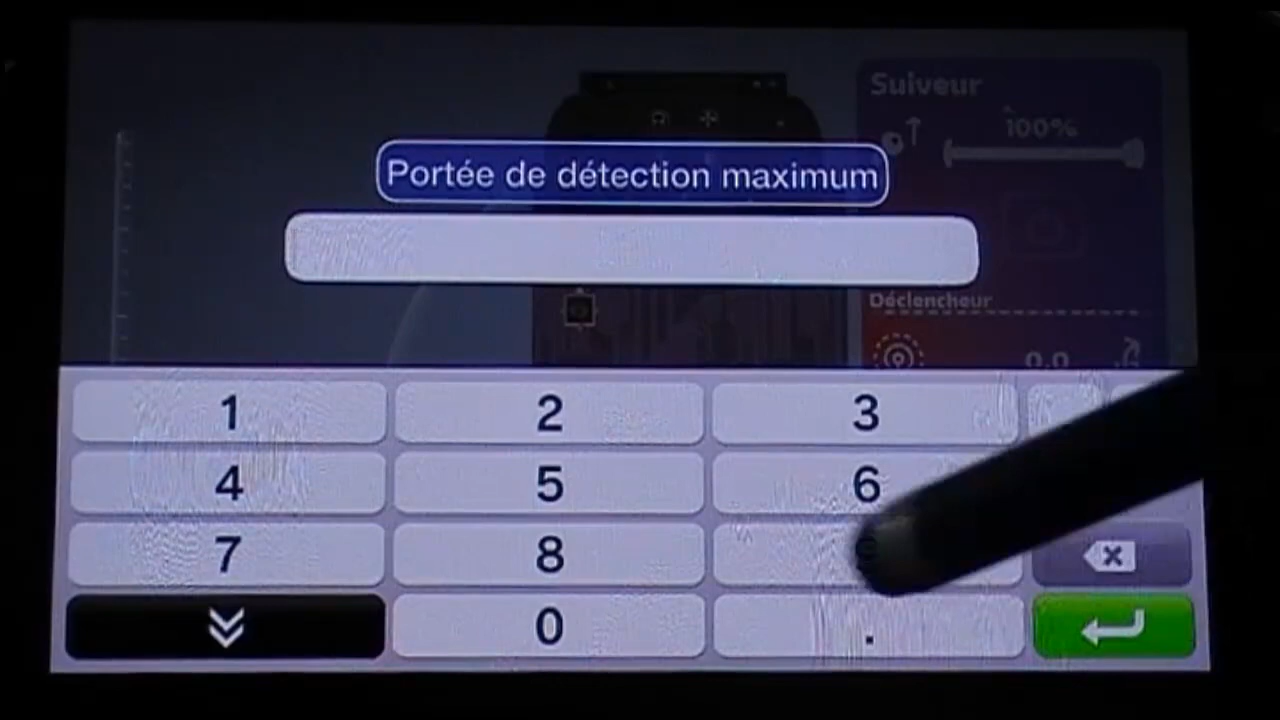 Suiveur
100%
Portée de détection maximum
Déclencheur
0.0
1 2 3
4 5 6
7 8
0 .